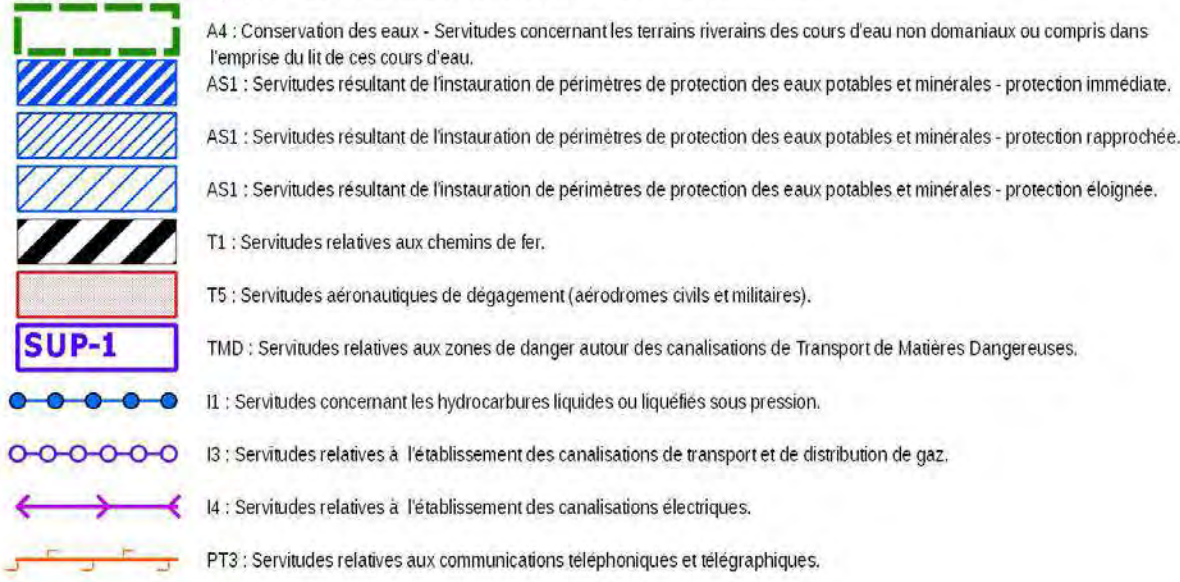 A4 : Conservation des eaux - Servitudes concernant les terrains riverains des cours d'eau non domaniaux ou compris dans
l'emprise du lit de ces cours d'eau.
AS1 : Servitudes résultant de l'instauration de périmètres de protection des eaux potables et minérales - protection immédiate.
AS1 : Servitudes résultant de l'instauration de périmètres de protection des eaux potables et minérales - protection rapprochée.
AS1 : Servitudes résultant de l'instauration de périmètres de protection des eaux potables et minérales - protection éloignée.
T1 : Servitudes relatives aux chemins de fer.
T5 : Servitudes aéronautiques de dégagement (aérodromes civils et militaires).
SUP-1 TMD : Servitudes relatives aux zones de danger autour des canalisations de Transport de Matières Dangereuses.
I1 : Servitudes concernant les hydrocarbures liquides ou liquéfiés sous pression.
I3 : Servitudes relatives à l'établissement des canalisations de transport et de distribution de gaz.
I4 : Servitudes relatives à l'établissement des canalisations électriques.
PT3 : Servitudes relatives aux communications téléphoniques et télégraphiques.